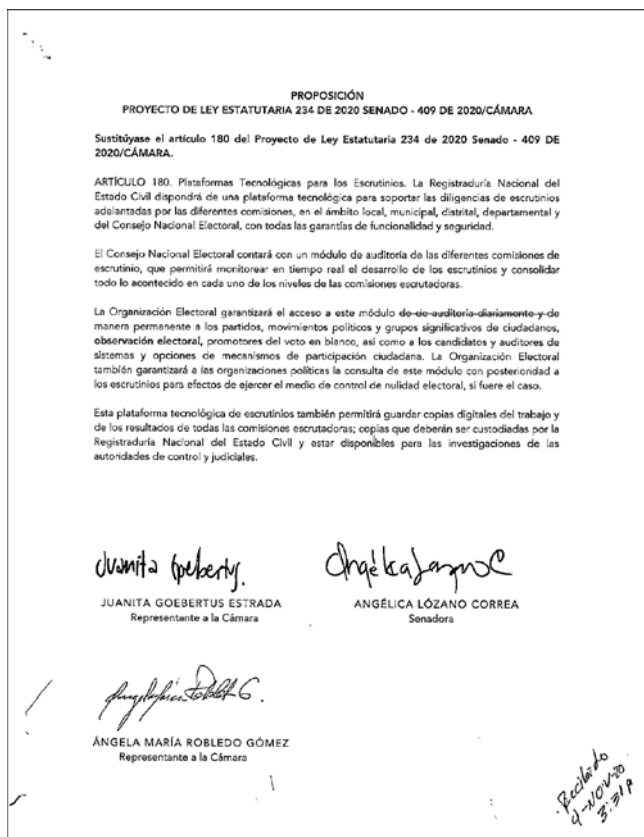 PROPOSICIÓN
PROYECTO DE LEY ESTATUTARIA 234 DE 2020 SENADO - 409 DE 2020/CÁMARA
Sustitúyase el artículo 180 del Proyecto de Ley Estatutaria 234 de 2020 Senado - 409 DE
2020/CÁMARA.
ARTÍCULO 180. Plataformas Tecnológicas para los Escrutinios. La Registraduría Nacional del
Estado Civil dispondrá de una plataforma tecnológica para soportar las diligencias de escrutinios
adelantadas por las diferentes comisiones, en el ámbito local, municipal, distrital, departamental y
del Consejo Nacional Electoral, con todas las garantías de funcionalidad y seguridad.
El Consejo Nacional Electoral contará con un módulo de auditoría de las diferentes comisiones de
escrutinio, que permitirá monitorear en tiempo real el desarrollo de los escrutinios y consolidar
todo lo acontecido en cada uno de los niveles de las comisiones escrutadoras.
La Organización Electoral garantizará el acceso a este módulo de de auditoría diariamente y de
manera permanente a los partidos, movimientos políticos y grupos significativos de ciudadanos,
observación electoral, promotores del voto en blanco, así como a los candidatos y auditores de
sistemas y opciones de mecanismos de participación ciudadana. La Organización Electoral
también garantizará a las organizaciones políticas la consulta de este módulo con posterioridad a
los escrutinios para efectos de ejercer el medio de control de nulidad electoral, si fuere el caso.
Esta plataforma tecnológica de escrutinios también permitirá guardar copias digitales del trabajo y
de los resultados de todas las comisiones escrutadoras; copias que deberán ser custodiadas por la
Registraduría Nacional del Estado Civil y estar disponibles para las investigaciones de las
autoridades de control y judiciales.
Juanita Goebertus.
JUANITA GOEBERTUS ESTRADA
Representante a la Cámara
Angélica Lozano C
ANGÉLICA LÓZANO CORREA
Senadora
ÁNGELA MARÍA ROBLEDO GÓMEZ
Representante a la Cámara
Recibido
4-NOV-20
3:31P